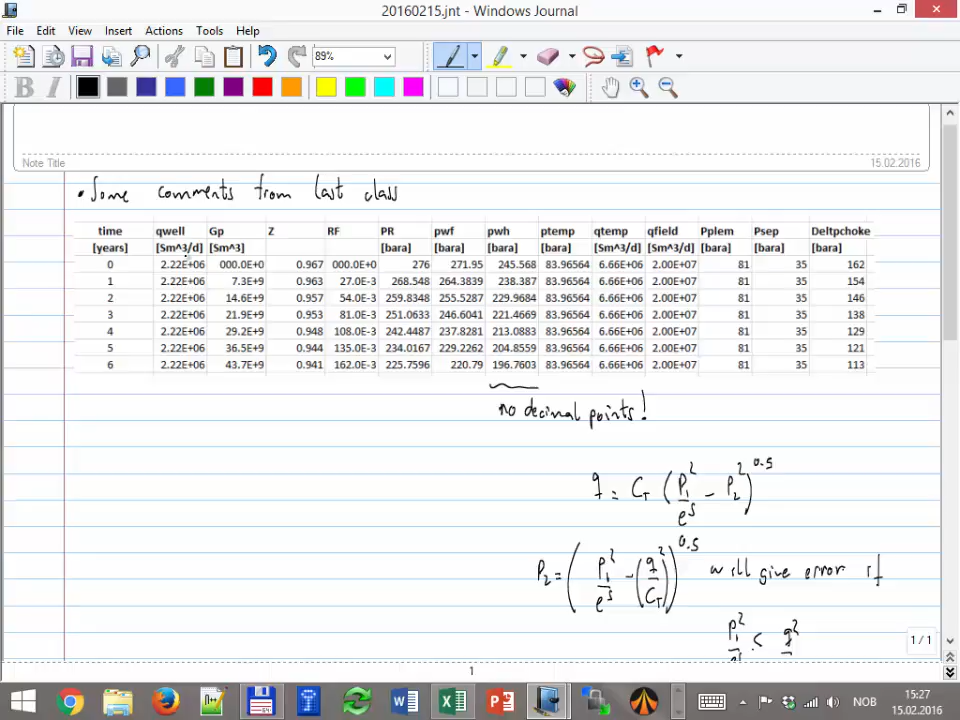 20160215.jnt - Windows Journal
File Edit View Insert Actions Tools Help
89%
B I
Note Title 15.02.2016
• Some comments from last class
time qwell Gp Z RF PR pwf pwh ptemp qtemp qfield Pplem Psep Deltpchoke
[years] [Sm^3/d] [Sm^3] [bara] [bara] [bara] [bara] [Sm^3/d] [Sm^3/d] [bara] [bara] [bara]
0 2.22E+06 000.0E+0 0.967 000.0E+0 276 271.95 245.568 83.96564 6.66E+06 2.00E+07 81 35 162
1 2.22E+06 7.3E+9 0.963 27.0E-3 268.548 264.3839 238.387 83.96564 6.66E+06 2.00E+07 81 35 154
2 2.22E+06 14.6E+9 0.957 54.0E-3 259.8348 255.5287 229.9684 83.96564 6.66E+06 2.00E+07 81 35 146
3 2.22E+06 21.9E+9 0.953 81.0E-3 251.0633 246.6041 221.4669 83.96564 6.66E+06 2.00E+07 81 35 138
4 2.22E+06 29.2E+9 0.948 108.0E-3 242.4487 237.8281 213.0883 83.96564 6.66E+06 2.00E+07 81 35 129
5 2.22E+06 36.5E+9 0.944 135.0E-3 234.0167 229.2262 204.8559 83.96564 6.66E+06 2.00E+07 81 35 121
6 2.22E+06 43.7E+9 0.941 162.0E-3 225.7596 220.79 196.7603 83.96564 6.66E+06 2.00E+07 81 35 113
no decimal points!
q = C_T (P_1^2/e^s - P_2^2)^0.5
P_2 = (P_1^2/e^s - (q/C_T)^2)^0.5 will give error if
P_1^2/e^s < q^2
1 / 1
1
NOB
15:27
15.02.2016